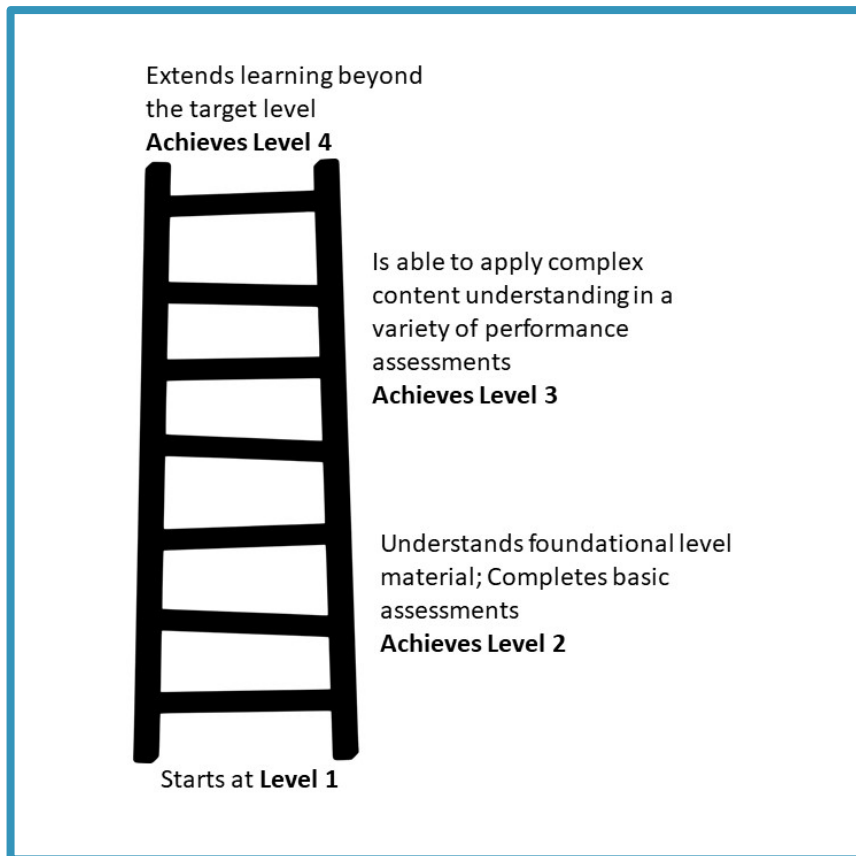 Extends learning beyond
the target level
Achieves Level 4
Is able to apply complex
content understanding in a
variety of performance
assessments
Achieves Level 3
Understands foundational level
material; Completes basic
assessments
Achieves Level 2
Starts at Level 1